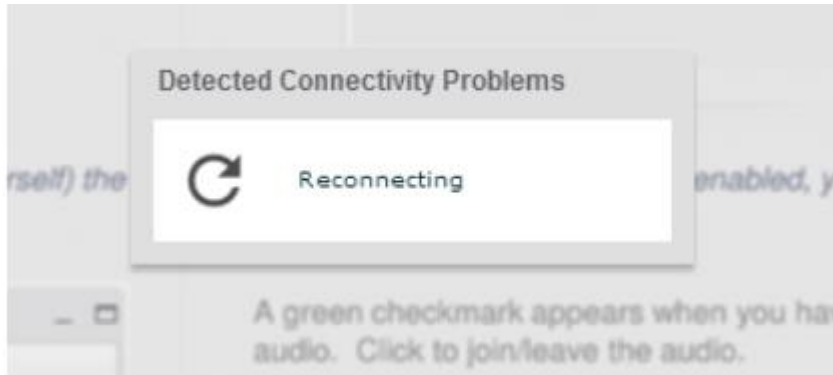 Detected Connectivity Problems
rself) the
Reconnecting
enabled, y
A green checkmark appears when you hav
audio. Click to join/leave the audio.